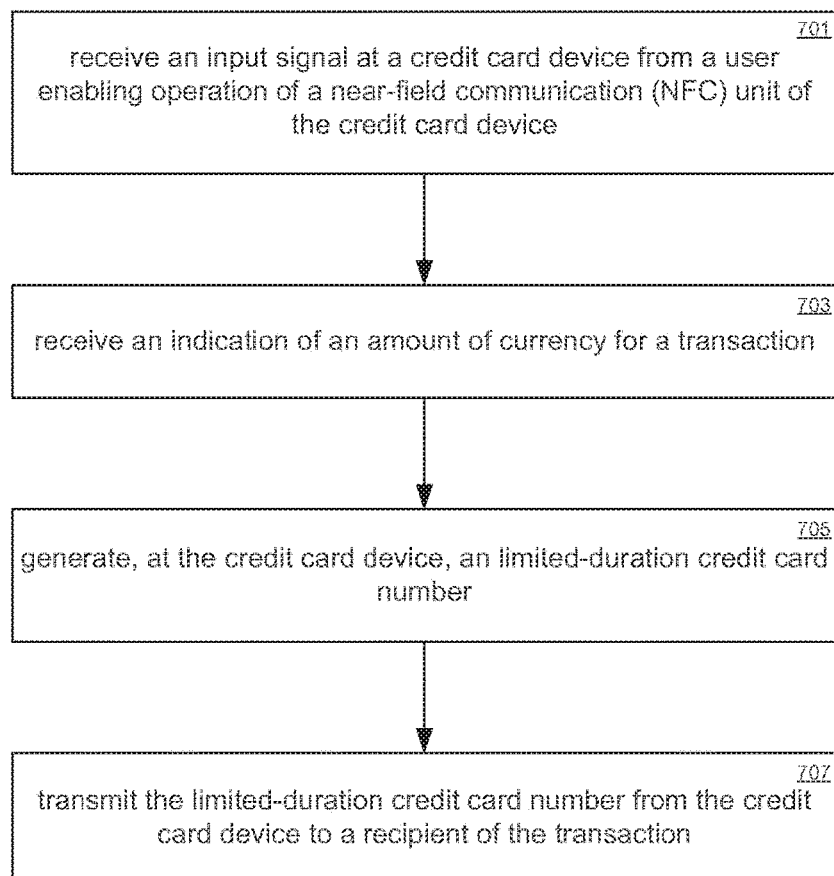 701
receive an input signal at a credit card device from a user
enabling operation of a near-field communication (NFC) unit of
the credit card device
703
receive an indication of an amount of currency for a transaction
705
generate, at the credit card device, an limited-duration credit card
number
707
transmit the limited-duration credit card number from the credit
card device to a recipient of the transaction